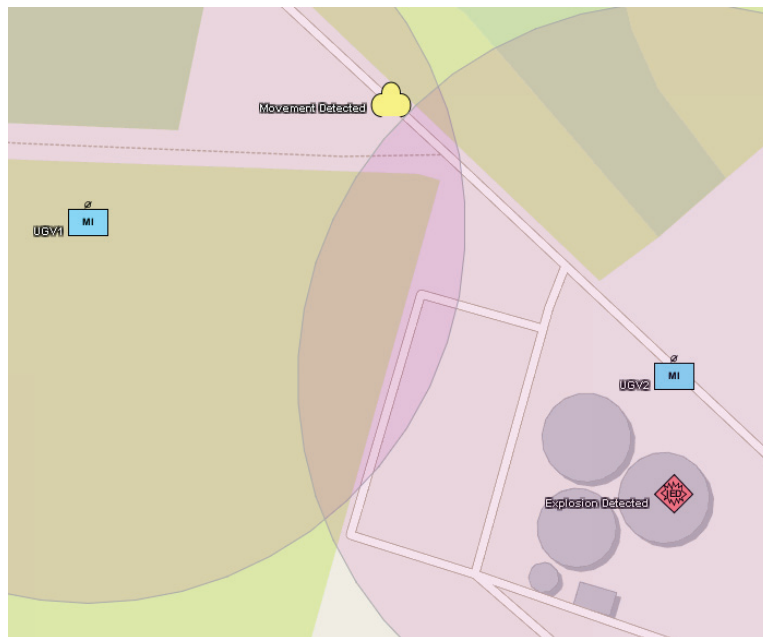 Movement Detected
MI
UGV1
MI
UGV2
IED
Explosion Detected